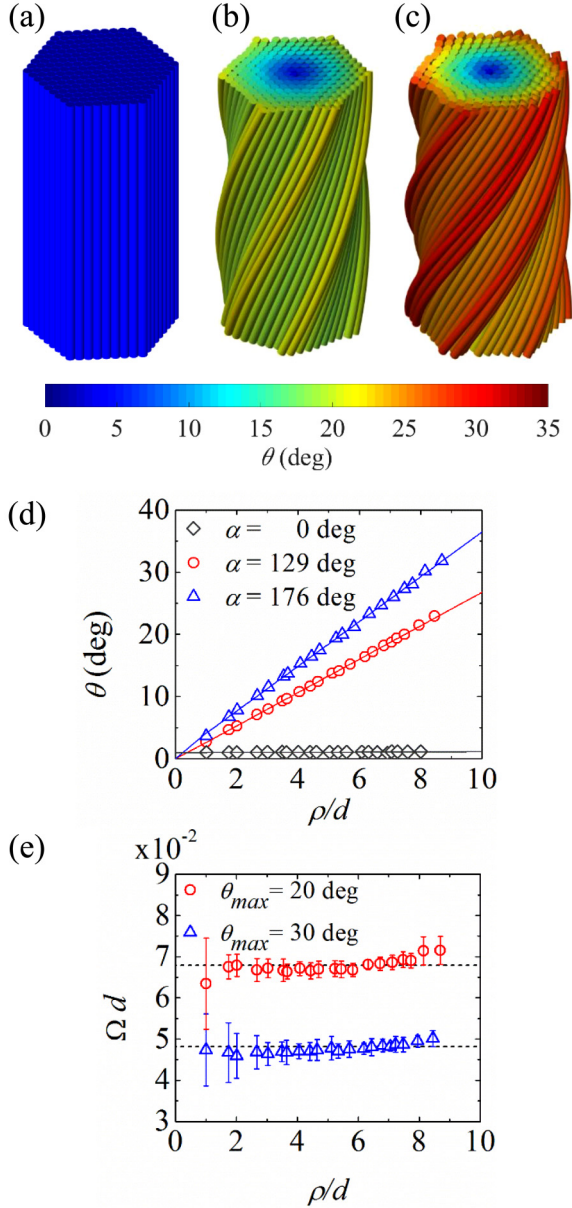 (a) (b) (c)
0 5 10 15 20 25 30 35
θ (deg)
(d)
40
30
20
10
0
θ (deg)
α = 0 deg
α = 129 deg
α = 176 deg
0 2 4 6 8 10
ρ/d
(e)
x10⁻²
9
8
7
6
5
4
3
Ω d
θmax = 20 deg
θmax = 30 deg
0 2 4 6 8 10
ρ/d